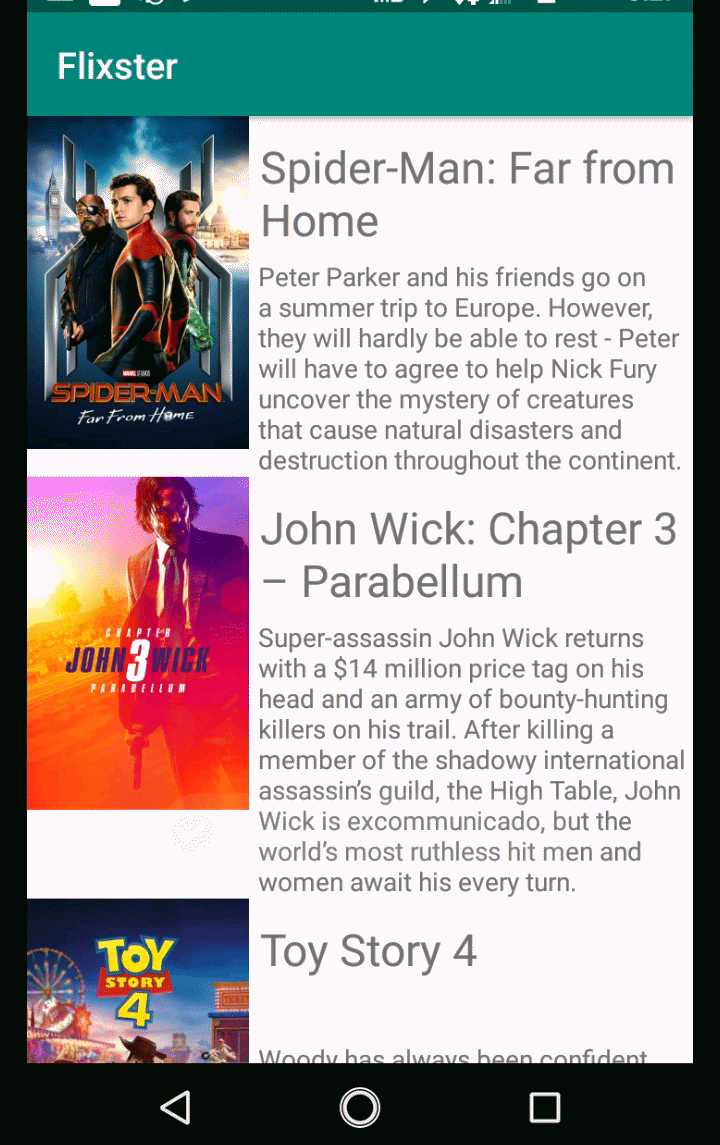 Flixster
Spider-Man: Far from
Home
Peter Parker and his friends go on
a summer trip to Europe. However,
they will hardly be able to rest - Peter
will have to agree to help Nick Fury
uncover the mystery of creatures
that cause natural disasters and
destruction throughout the continent.
MARVEL STUDIOS
SPIDER-MAN
Far From Home
John Wick: Chapter 3
– Parabellum
Super-assassin John Wick returns
with a $14 million price tag on his
head and an army of bounty-hunting
killers on his trail. After killing a
member of the shadowy international
assassin’s guild, the High Table, John
Wick is excommunicado, but the
world’s most ruthless hit men and
women await his every turn.
CHAPTER
JOHN 3 WICK
PARABELLUM
Toy Story 4
Woody has always been confident
TOY
STORY
4